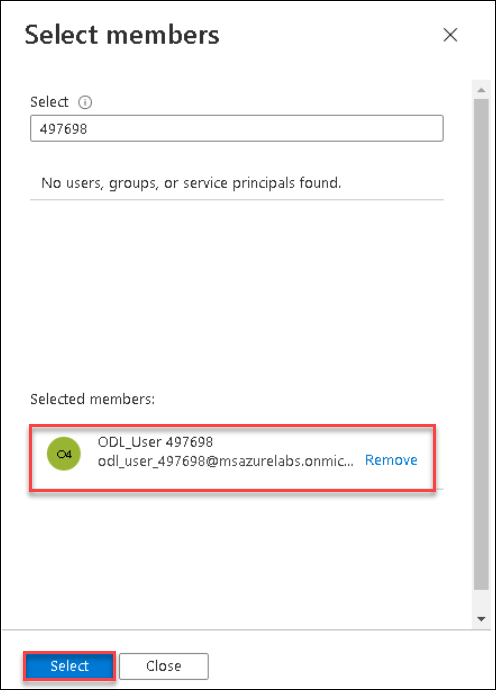 Select members
Select
497698
No users, groups, or service principals found.
Selected members:
O4
ODL_User 497698
odl_user_497698@msazurelabs.onmic...
Remove
Select
Close